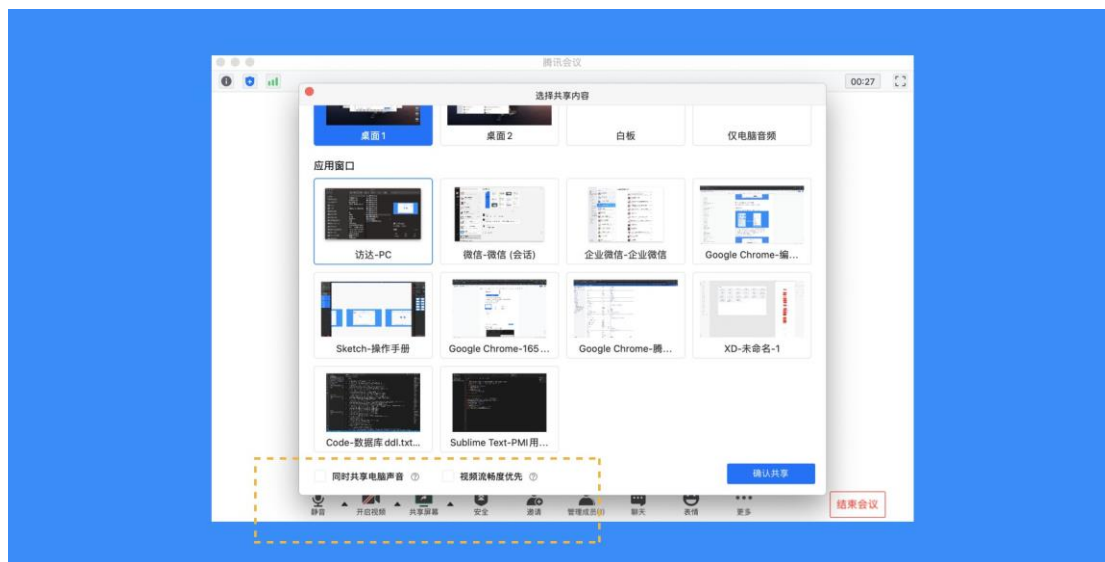 腾讯会议
00:27
选择共享内容
桌面1
桌面2
白板
仅电脑音频
应用窗口
访达-PC
微信-微信 (会话)
企业微信-企业微信
Google Chrome-编...
Sketch-操作手册
Google Chrome-165...
Google Chrome-腾...
XD-未命名-1
Code-数据库 ddl.txt...
Sublime Text-PMI用...
同时共享电脑声音
视频流畅度优先
确认共享
静音
开启视频
共享屏幕
安全
邀请
管理成员(1)
聊天
表情
更多
结束会议